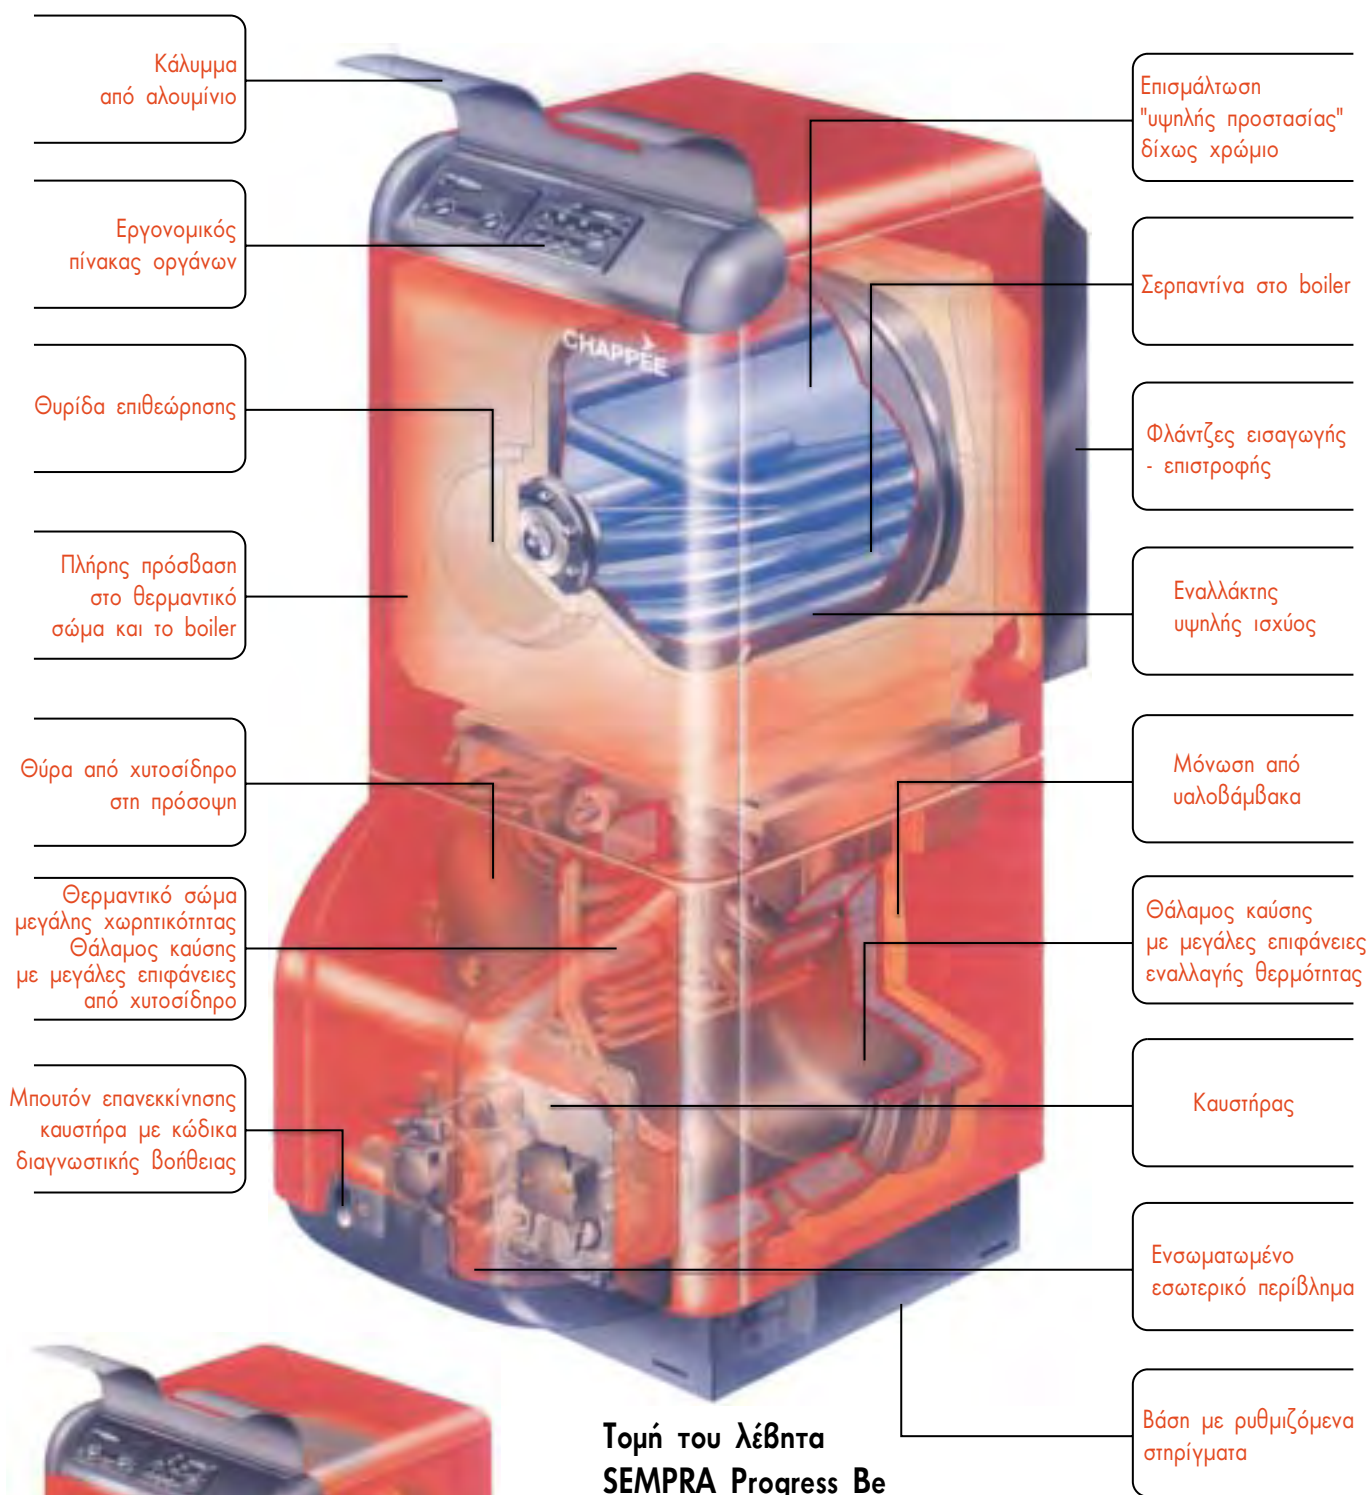 Κάλυμμα
από αλουμίνιο
Εργονομικός
πίνακας οργάνων
Θυρίδα επιθεώρησης
Πλήρης πρόσβαση
στο θερμαντικό
σώμα και το boiler
Θύρα από χυτοσίδηρο
στη πρόσοψη
Θερμαντικό σώμα
μεγάλης χωρητικότητας
Θάλαμος καύσης
με μεγάλες επιφάνειες
από χυτοσίδηρο
Μπουτόν επανεκκίνησης
καυστήρα με κώδικα
διαγνωστικής βοήθειας
CHAPPÉE
Επισμάλτωση
"υψηλής προστασίας"
δίχως χρώμιο
Σερπαντίνα στο boiler
Φλάντζες εισαγωγής
- επιστροφής
Εναλλάκτης
υψηλής ισχύος
Μόνωση από
υαλοβάμβακα
Θάλαμος καύσης
με μεγάλες επιφάνειες
εναλλαγής θερμότητας
Καυστήρας
Ενσωματωμένο
εσωτερικό περίβλημα
Βάση με ρυθμιζόμενα
στηρίγματα
Τομή του λέβητα
SEMPRA Progress Be